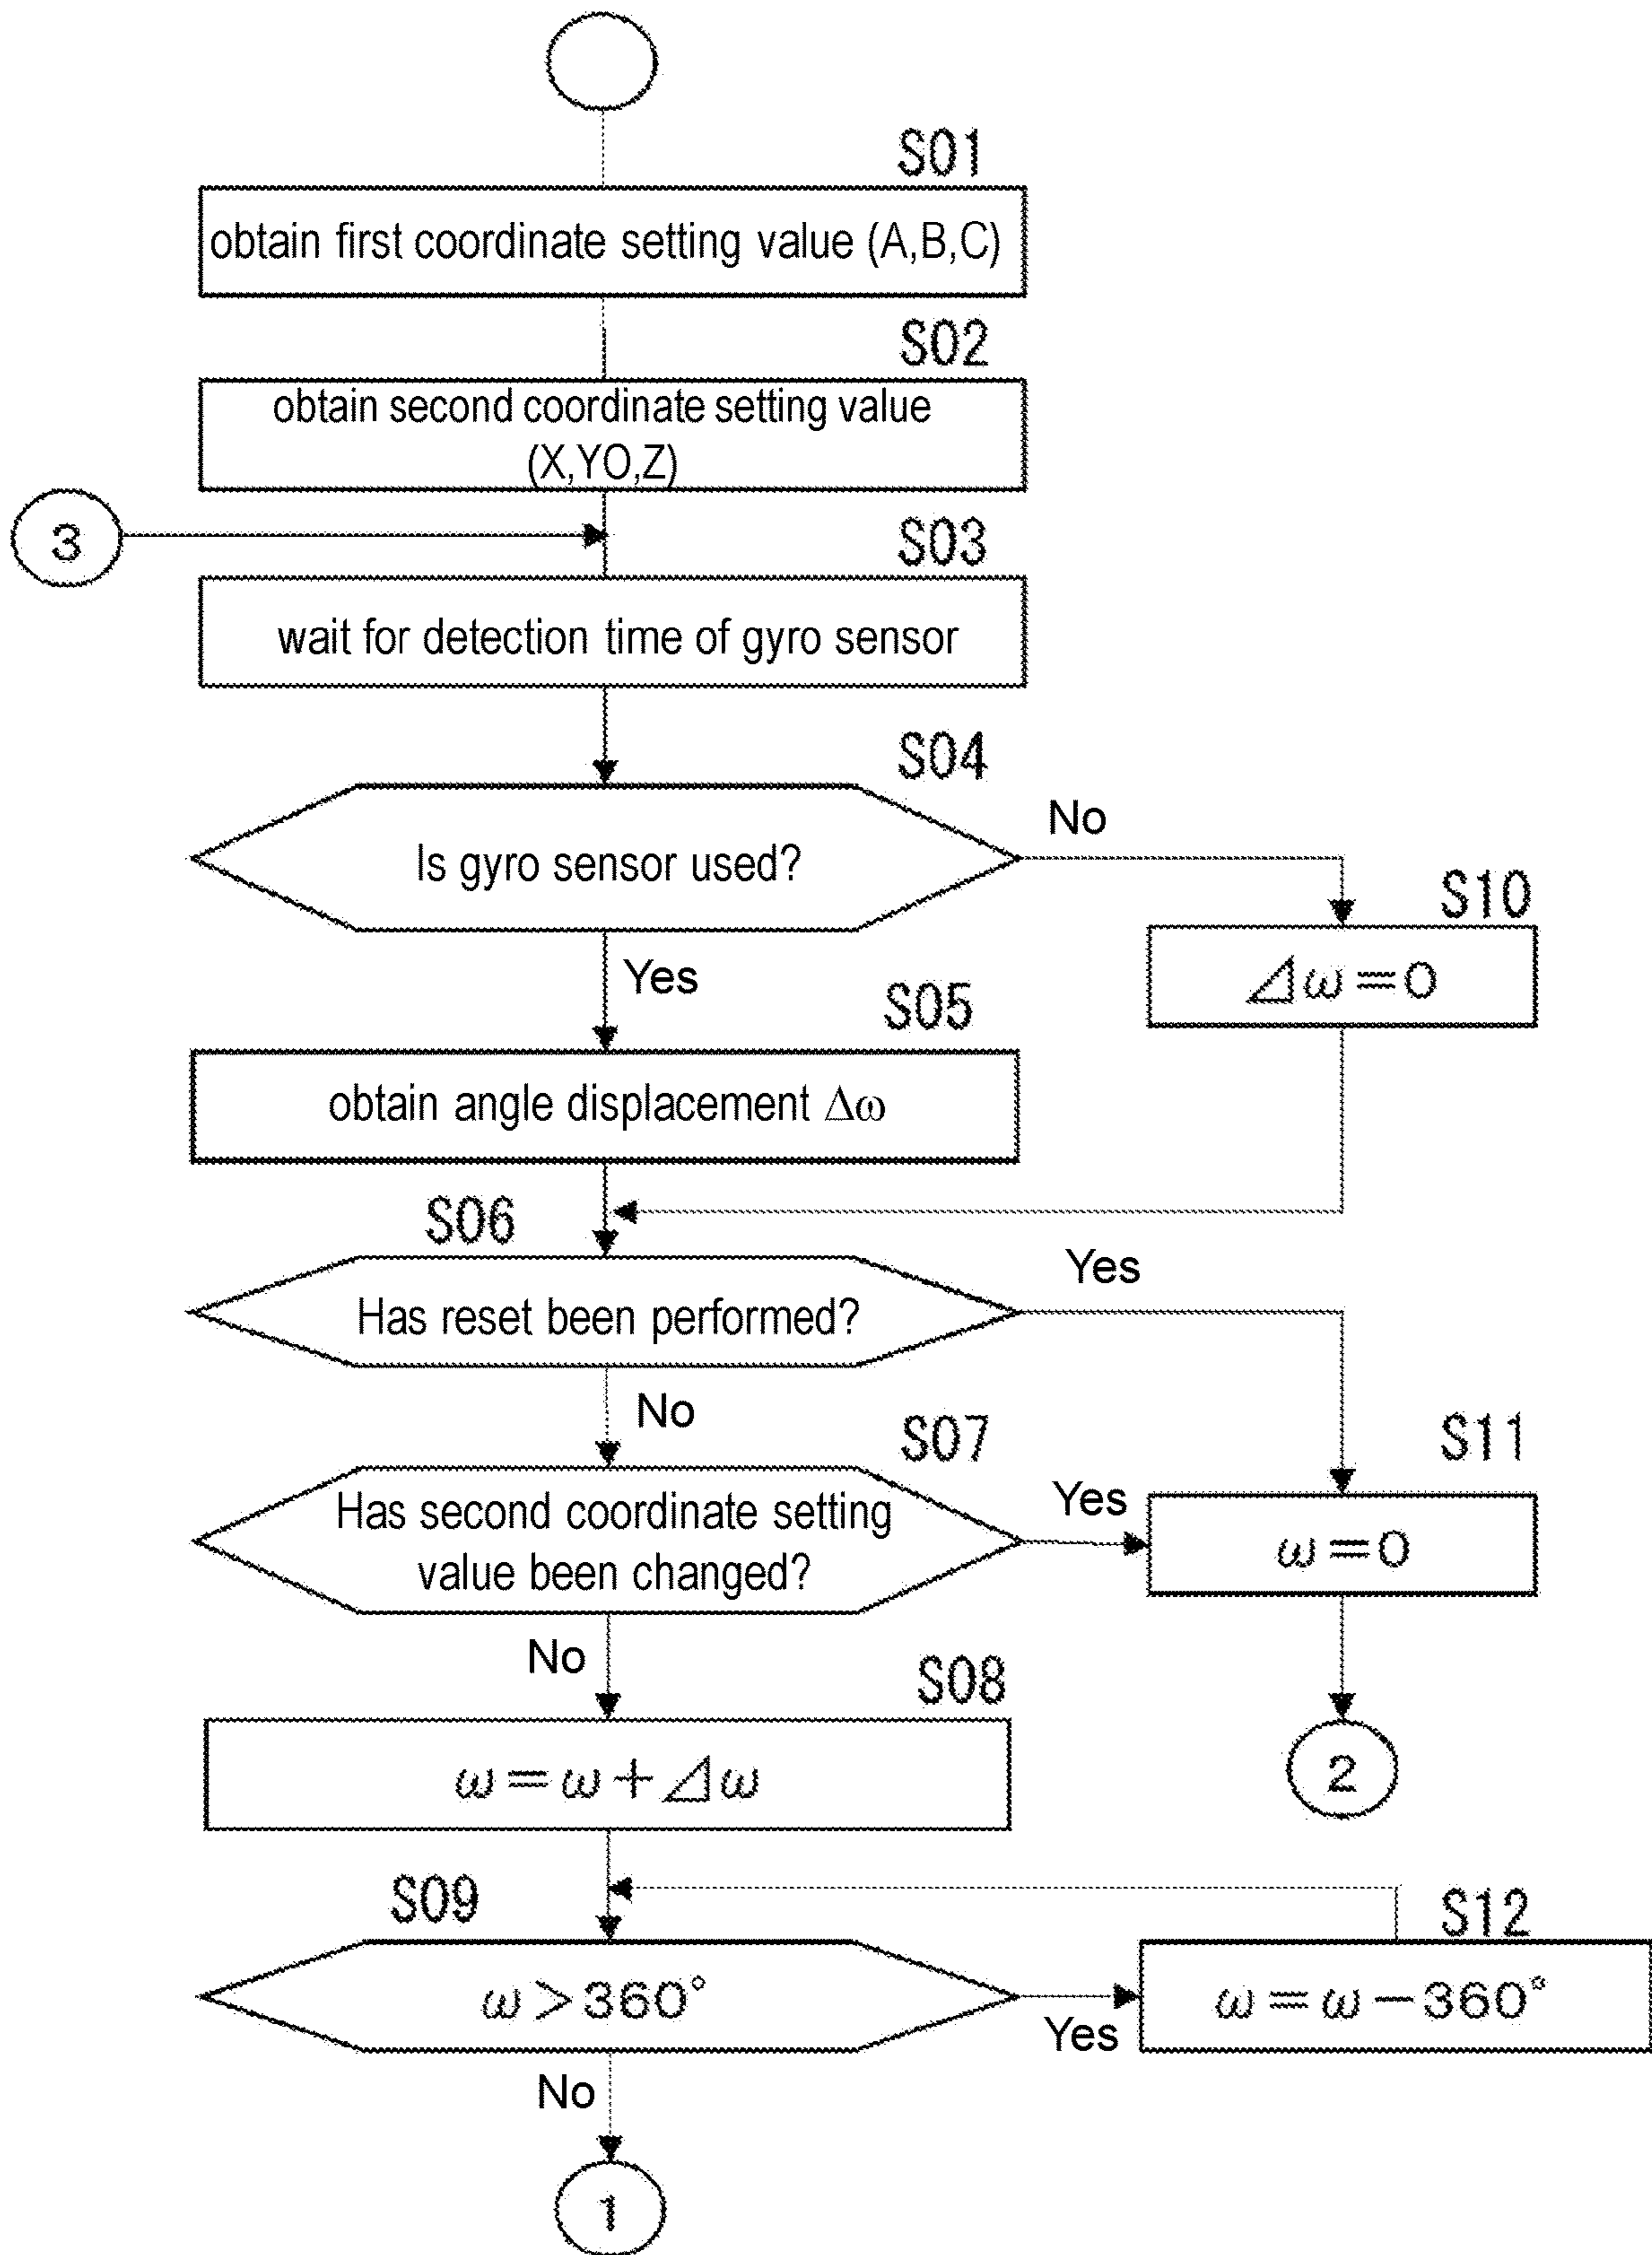 S01
obtain first coordinate setting value (A,B,C)
S02
obtain second coordinate setting value
(X,YO,Z)
3
S03
wait for detection time of gyro sensor
S04
Is gyro sensor used?
No
S10
⊿ω=0
Yes
S05
obtain angle displacement Δω
S06
Has reset been performed?
Yes
No
S07
Has second coordinate setting
value been changed?
Yes
S11
ω=0
No
2
S08
ω=ω+⊿ω
S09
ω>360°
Yes
S12
ω=ω−360°
No
1